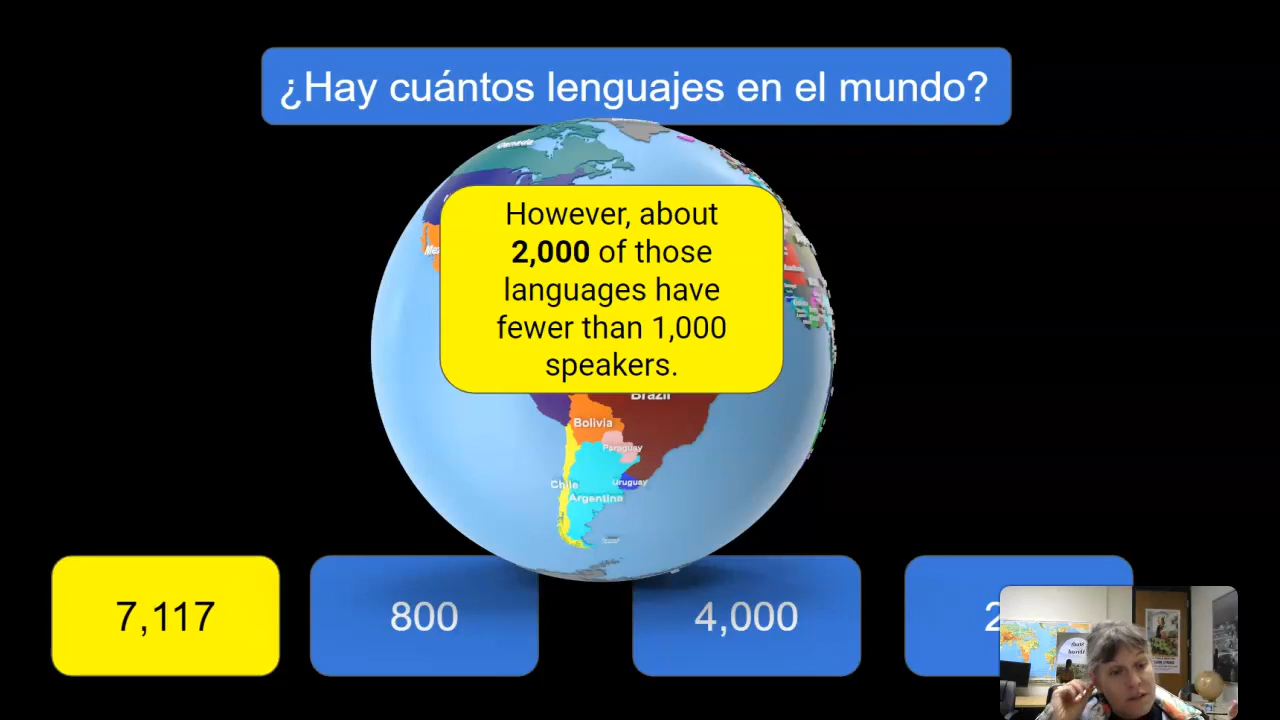 ¿Hay cuántos lenguajes en el mundo?
However, about
2,000 of those
languages have
fewer than 1,000
speakers.
Brazil
Bolivia
Paraguay
Chile
Uruguay
Argentina
7,117
800
4,000
2